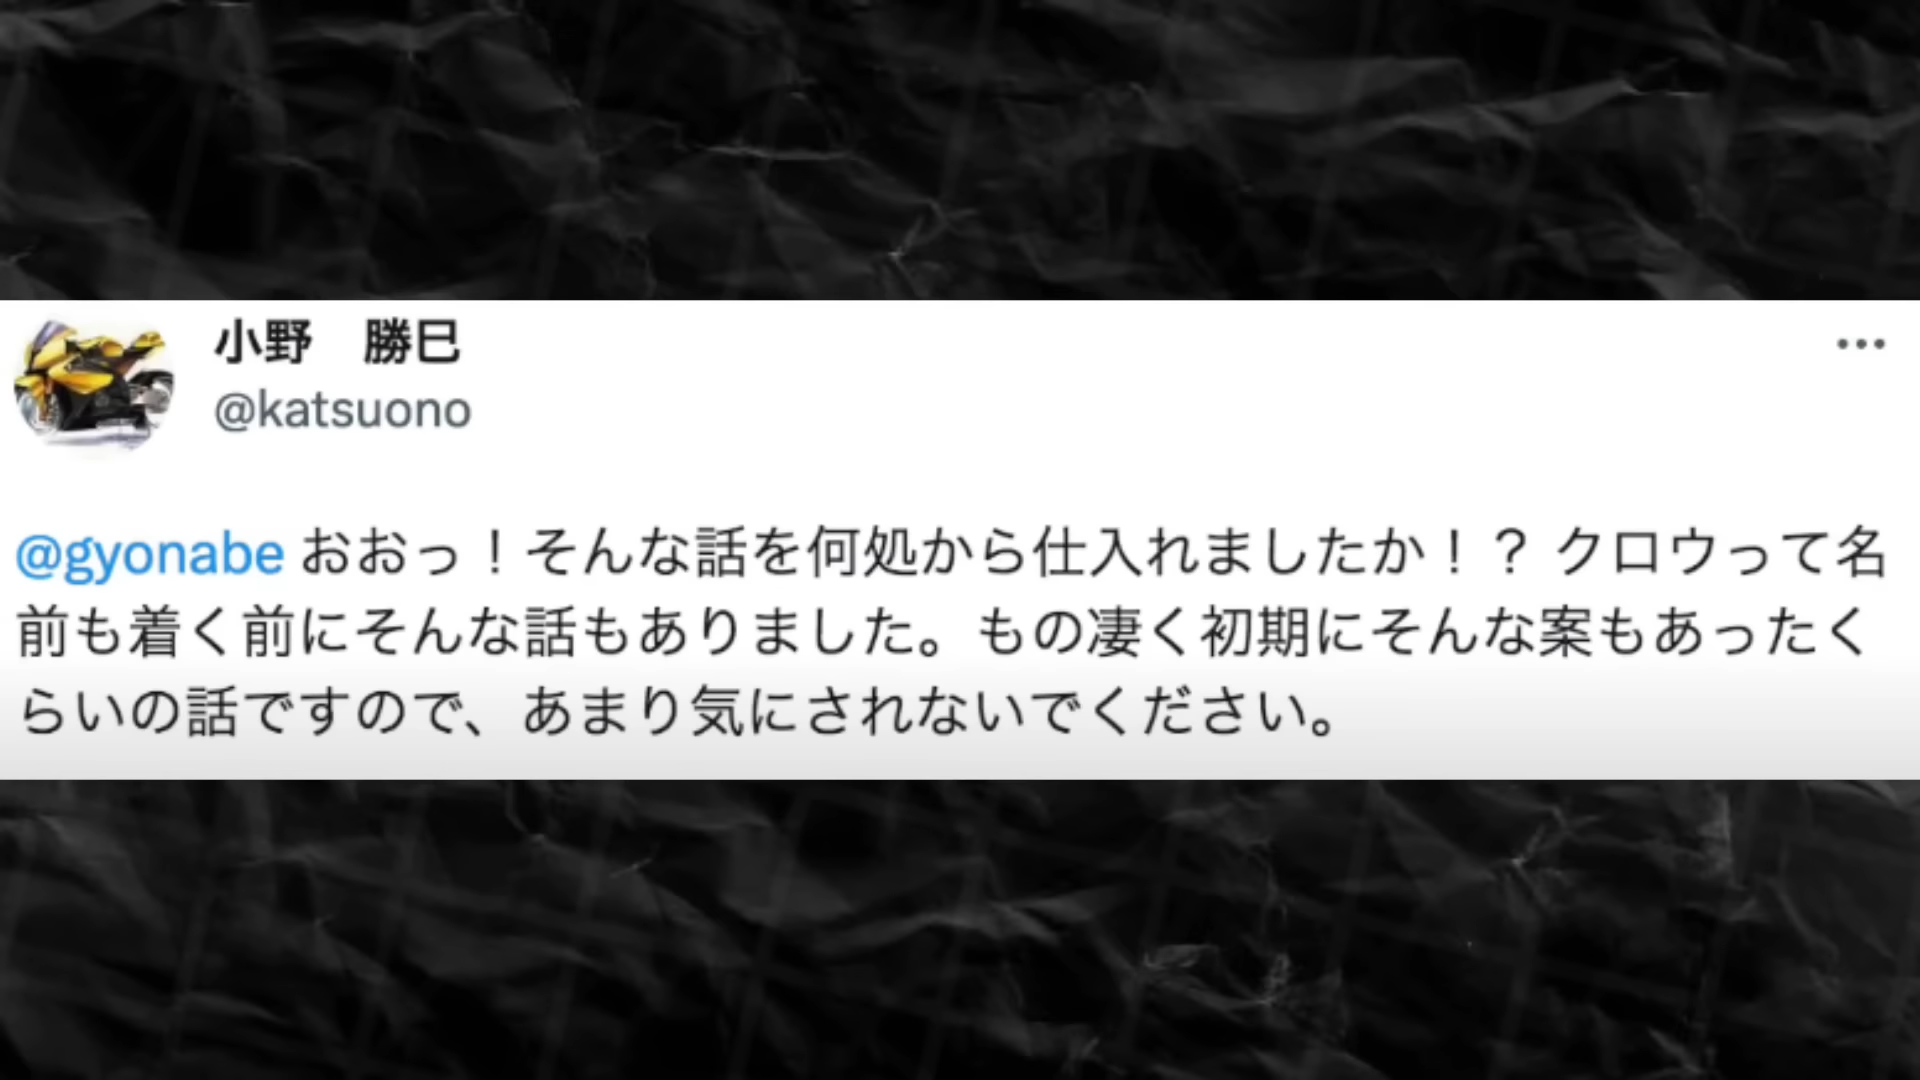 小野　勝巳
@katsuono
@gyonabe おおっ！そんな話を何処から仕入れましたか！？ クロウって名
前も着く前にそんな話もありました。もの凄く初期にそんな案もあったく
らいの話ですので、あまり気にされないでください。